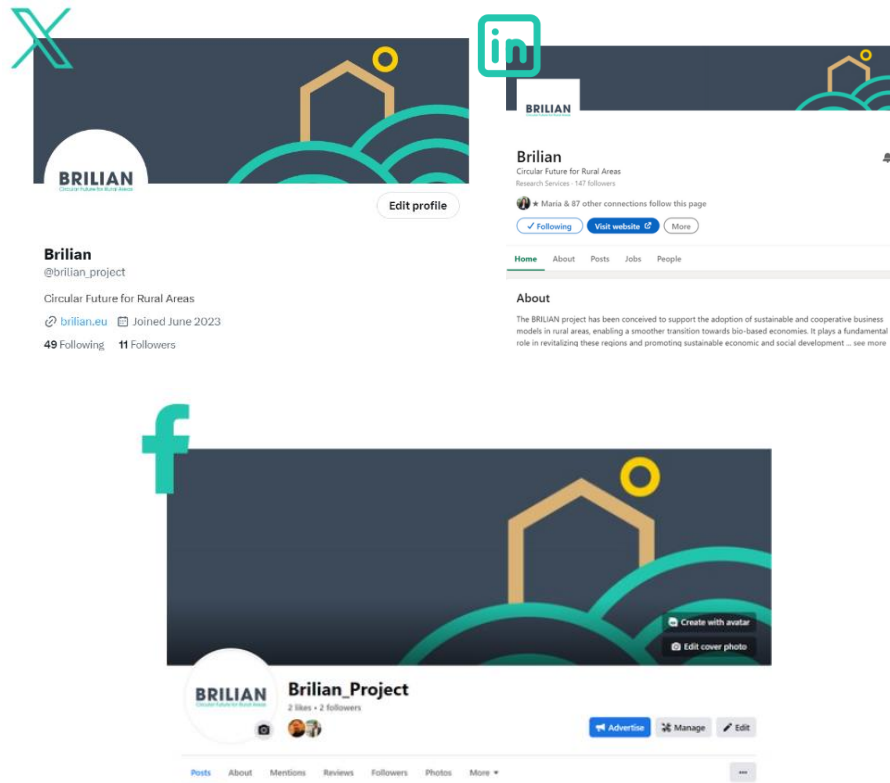 X
BRILIAN
Circular Future for Rural Areas
Edit profile
Brilian
@brilian_project
Circular Future for Rural Areas
brilian.eu Joined June 2023
49 Following 11 Followers
in
BRILIAN
Circular Future for Rural Areas
Brilian
Circular Future for Rural Areas
Research Services · 147 followers
Maria & 87 other connections follow this page
Following Visit website More
Home About Posts Jobs People
About
The BRILIAN project has been conceived to support the adoption of sustainable and cooperative business
models in rural areas, enabling a smoother transition towards bio-based economies. It plays a fundamental
role in revitalizing these regions and promoting sustainable economic and social development ... see more
f
Create with avatar
Edit cover photo
BRILIAN
Circular Future for Rural Areas
Brilian_Project
2 likes • 2 followers
Advertise Manage Edit
Posts About Mentions Reviews Followers Photos More